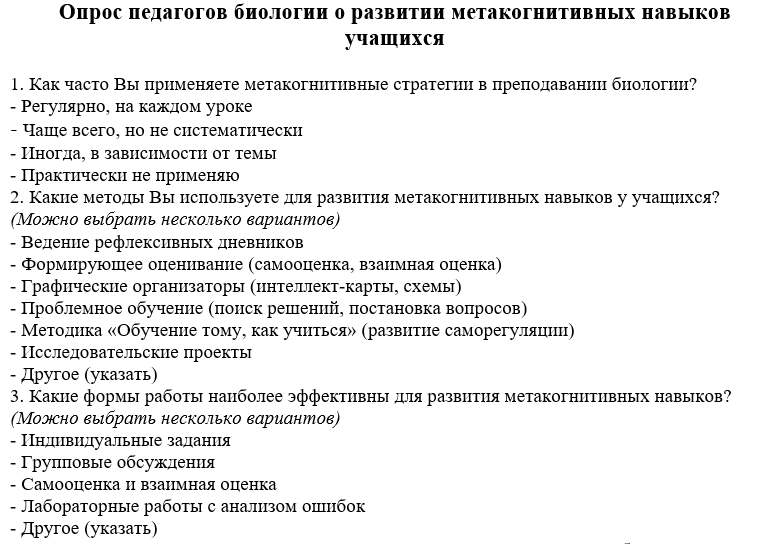 Опрос педагогов биологии о развитии метакогнитивных навыков
учащихся
1. Как часто Вы применяете метакогнитивные стратегии в преподавании биологии?
- Регулярно, на каждом уроке
- Чаще всего, но не систематически
- Иногда, в зависимости от темы
- Практически не применяю
2. Какие методы Вы используете для развития метакогнитивных навыков у учащихся?
(Можно выбрать несколько вариантов)
- Ведение рефлексивных дневников
- Формирующее оценивание (самооценка, взаимная оценка)
- Графические организаторы (интеллект-карты, схемы)
- Проблемное обучение (поиск решений, постановка вопросов)
- Методика «Обучение тому, как учиться» (развитие саморегуляции)
- Исследовательские проекты
- Другое (указать)
3. Какие формы работы наиболее эффективны для развития метакогнитивных навыков?
(Можно выбрать несколько вариантов)
- Индивидуальные задания
- Групповые обсуждения
- Самооценка и взаимная оценка
- Лабораторные работы с анализом ошибок
- Другое (указать)